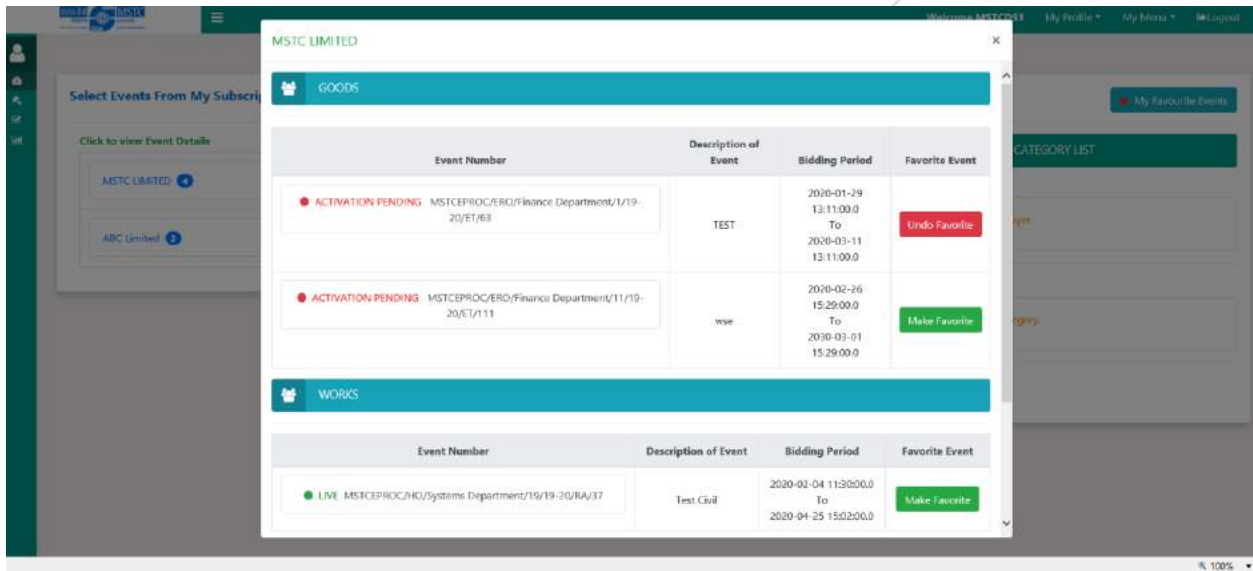 MSTC
Welcome MSTCDS1 My Profile My Menu Logout
MSTC LIMITED ×
Select Events From My Subscrip
GOODS
My Favourite Events
Click to view Event Details
CATEGORY LIST
Event Number Description of Event Bidding Period Favorite Event
MSTC LIMITED 4
ACTIVATION PENDING MSTCEPROC/ERO/Finance Department/1/19-
20/ET/63
TEST
2020-01-29
13:11:00.0
To
2020-03-11
13:11:00.0
Undo Favorite
ABC Limited 2
ACTIVATION PENDING MSTCEPROC/ERO/Finance Department/11/19-
20/ET/111
wse
2020-02-26
15:29:00.0
To
2030-03-01
15:29:00.0
Make Favorite
WORKS
Event Number Description of Event Bidding Period Favorite Event
LIVE MSTCEPROC/HO/Systems Department/19/19-20/RA/37
Test Civil
2020-02-04 11:30:00.0
To
2020-04-25 15:02:00.0
Make Favorite
100%